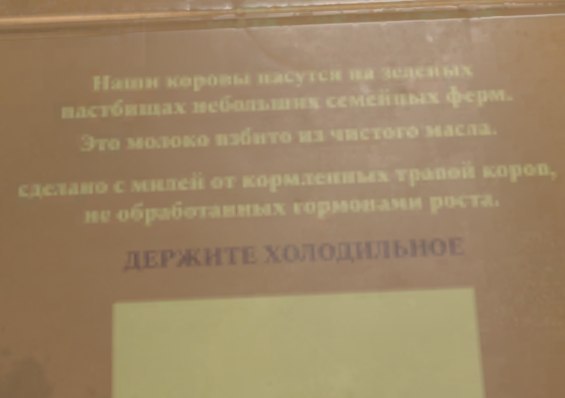 Наши коровы пасутся на зеленых
пастбищах небольших семейных ферм.
Это молоко взбито из чистого масла.
сделано с милей от кормленных травой коров,
не обработанных гормонами роста.
ДЕРЖИТЕ ХОЛОДИЛЬНОЕ